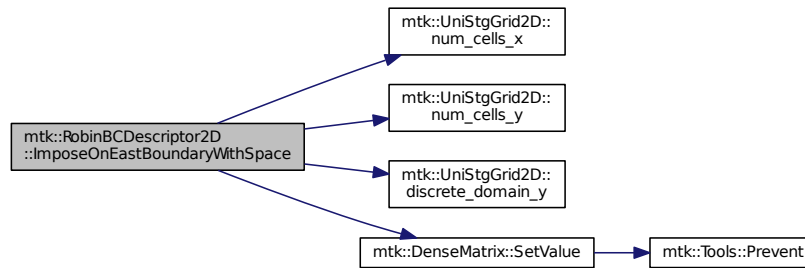 mtk::RobinBCDescriptor2D
::ImposeOnEastBoundaryWithSpace
mtk::UniStgGrid2D::
num_cells_x
mtk::UniStgGrid2D::
num_cells_y
mtk::UniStgGrid2D::
discrete_domain_y
mtk::DenseMatrix::SetValue
mtk::Tools::Prevent